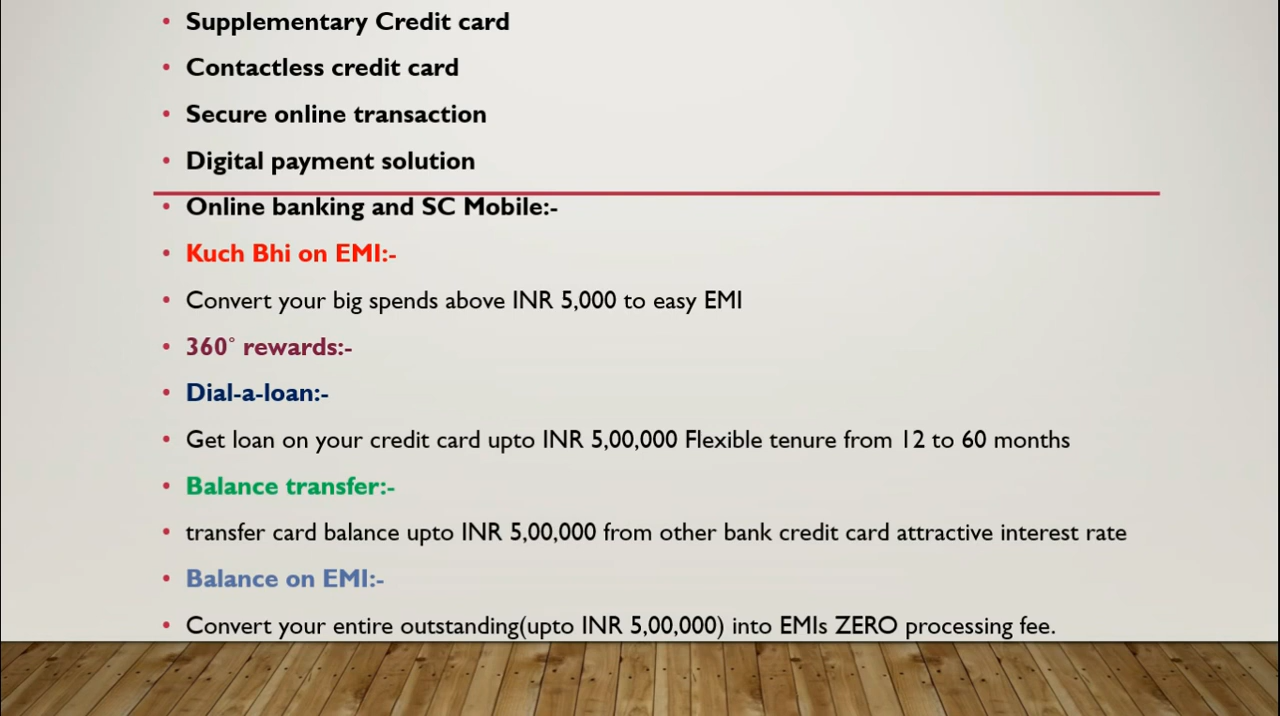 • Supplementary Credit card
• Contactless credit card
• Secure online transaction
• Digital payment solution
• Online banking and SC Mobile:-
• Kuch Bhi on EMI:-
• Convert your big spends above INR 5,000 to easy EMI
• 360° rewards:-
• Dial-a-loan:-
• Get loan on your credit card upto INR 5,00,000 Flexible tenure from 12 to 60 months
• Balance transfer:-
• transfer card balance upto INR 5,00,000 from other bank credit card attractive interest rate
• Balance on EMI:-
• Convert your entire outstanding(upto INR 5,00,000) into EMIs ZERO processing fee.